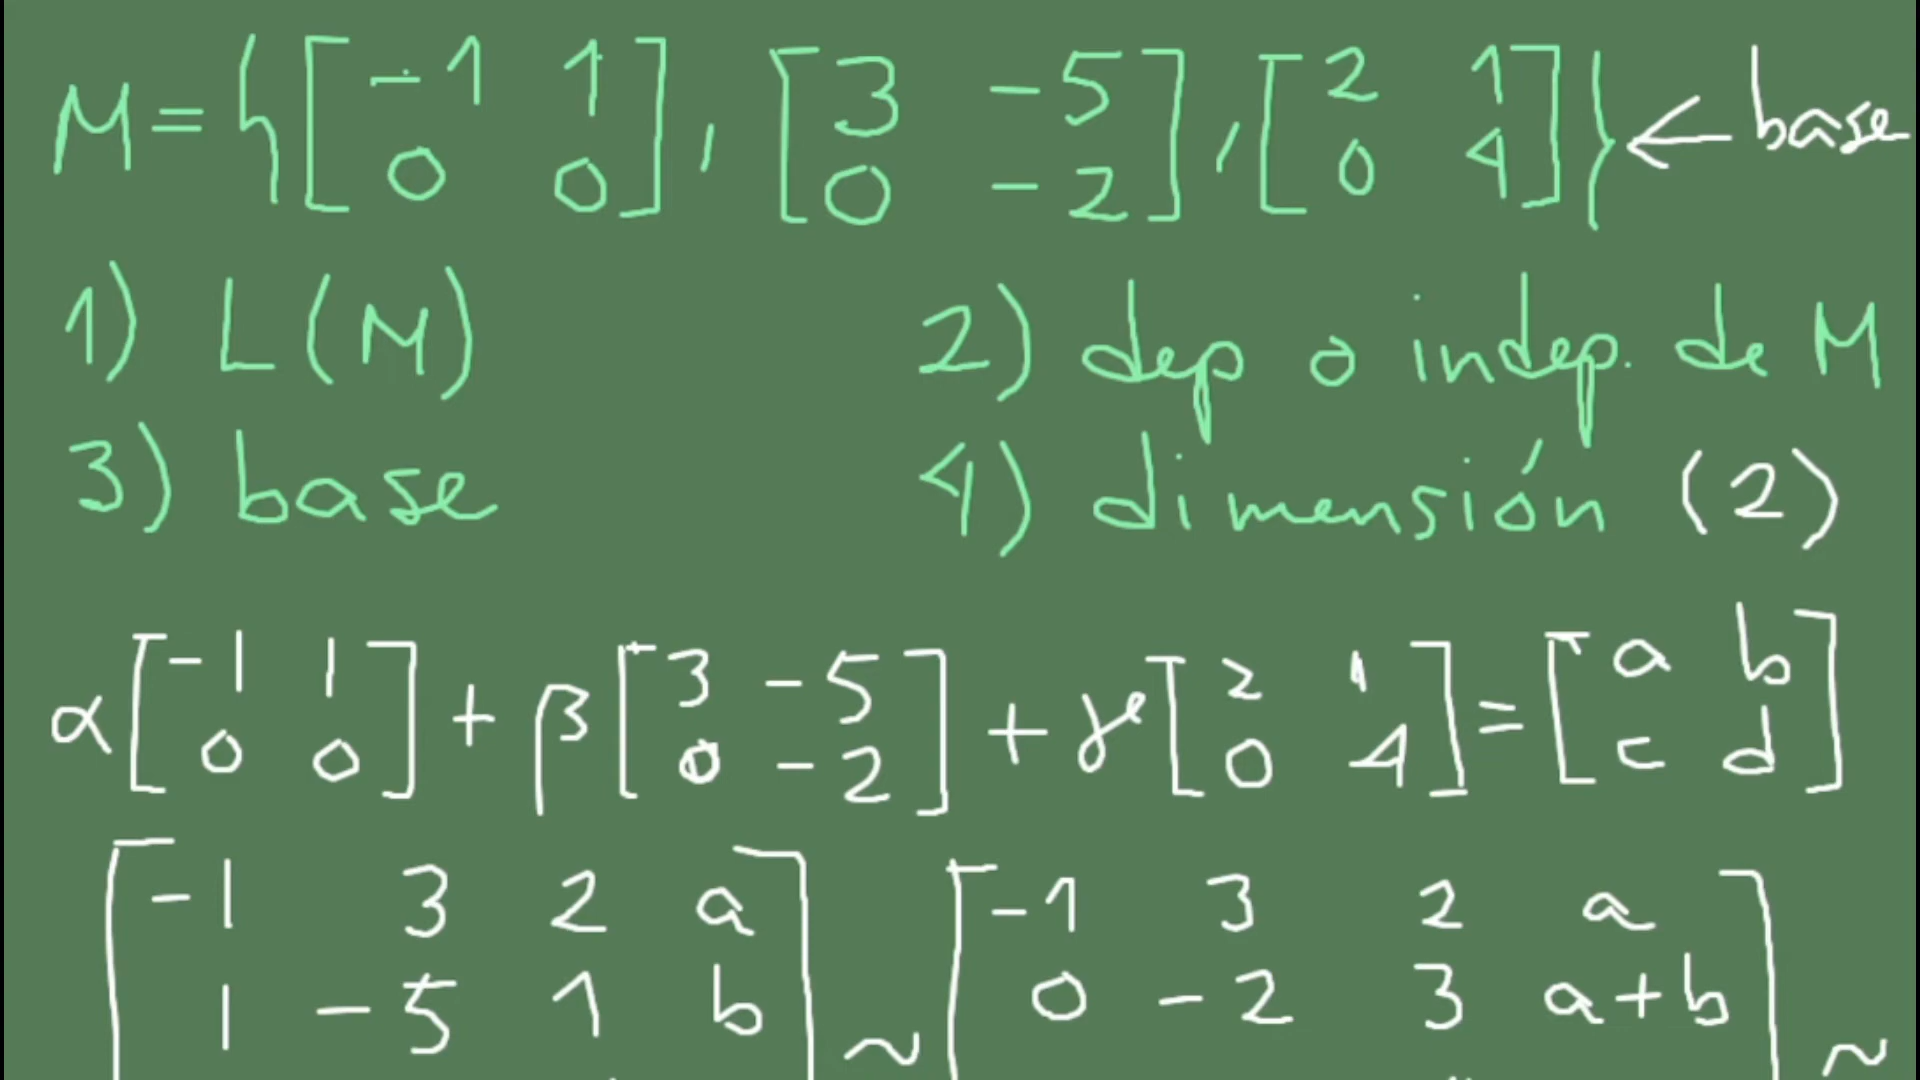 M = { [ -1 1 ] , [ 3 -5 ] , [ 2 1 ] } ← base
[ 0 0 ] [ 0 -2 ] [ 0 4 ]
1) L(M) 2) dep o indep. de M
3) base 4) dimensión (2)
α [ -1 1 ] + β [ 3 -5 ] + γ [ 2 1 ] = [ a b ]
[ 0 0 ] [ 0 -2 ] [ 0 4 ] [ c d ]
[ -1 3 2 a ] ~ [ -1 3 2 a ] ~
[ 1 -5 1 b ] [ 0 -2 3 a+b ]